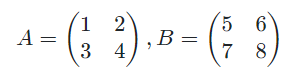 A = \begin{pmatrix} 1 & 2 \\ 3 & 4 \end{pmatrix}, B = \begin{pmatrix} 5 & 6 \\ 7 & 8 \end{pmatrix}